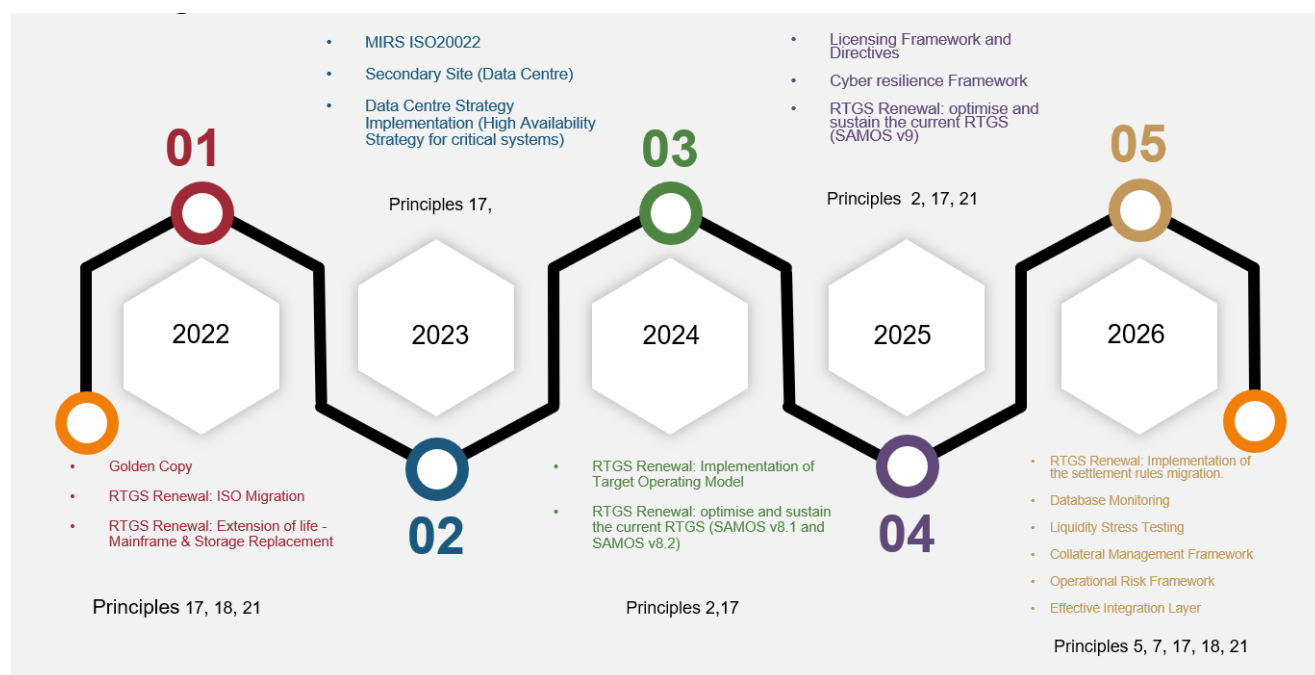 01
2022
• Golden Copy
• RTGS Renewal: ISO Migration
• RTGS Renewal: Extension of life -
Mainframe & Storage Replacement
Principles 17, 18, 21
• MIRS ISO20022
• Secondary Site (Data Centre)
• Data Centre Strategy
Implementation (High Availability
Strategy for critical systems)
Principles 17,
2023
02
03
2024
• RTGS Renewal: Implementation of
Target Operating Model
• RTGS Renewal: optimise and sustain
the current RTGS (SAMOS v8.1 and
SAMOS v8.2)
Principles 2,17
• Licensing Framework and
Directives
• Cyber resilience Framework
• RTGS Renewal: optimise and
sustain the current RTGS
(SAMOS v9)
Principles 2, 17, 21
2025
04
05
2026
• RTGS Renewal: Implementation of
the settlement rules migration.
• Database Monitoring
• Liquidity Stress Testing
• Collateral Management Framework
• Operational Risk Framework
• Effective Integration Layer
Principles 5, 7, 17, 18, 21